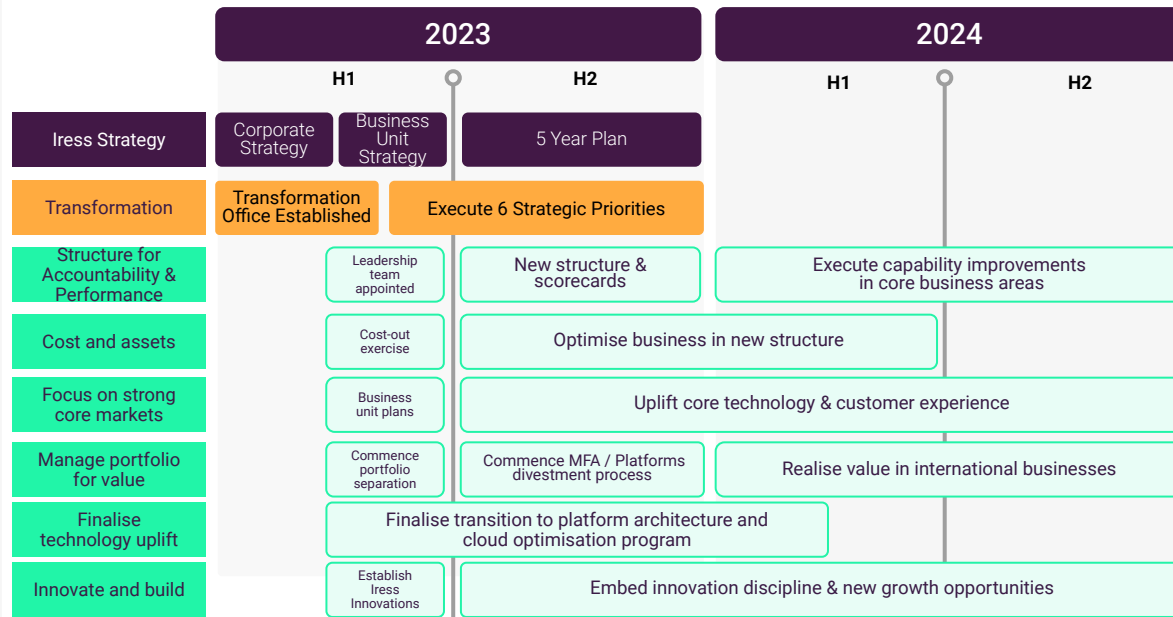 2023
2024
H1
H2
H1
H2
Iress Strategy
Corporate
Strategy
Business
Unit
Strategy
5 Year Plan
Transformation
Transformation
Office Established
Execute 6 Strategic Priorities
Structure for
Accountability &
Performance
Leadership
team
appointed
New structure &
scorecards
Execute capability improvements
in core business areas
Cost and assets
Cost-out
exercise
Optimise business in new structure
Focus on strong
core markets
Business
unit plans
Uplift core technology & customer experience
Manage portfolio
for value
Commence
portfolio
separation
Commence MFA / Platforms
divestment process
Realise value in international businesses
Finalise
technology uplift
Finalise transition to platform architecture and
cloud optimisation program
Innovate and build
Establish
Iress
Innovations
Embed innovation discipline & new growth opportunities